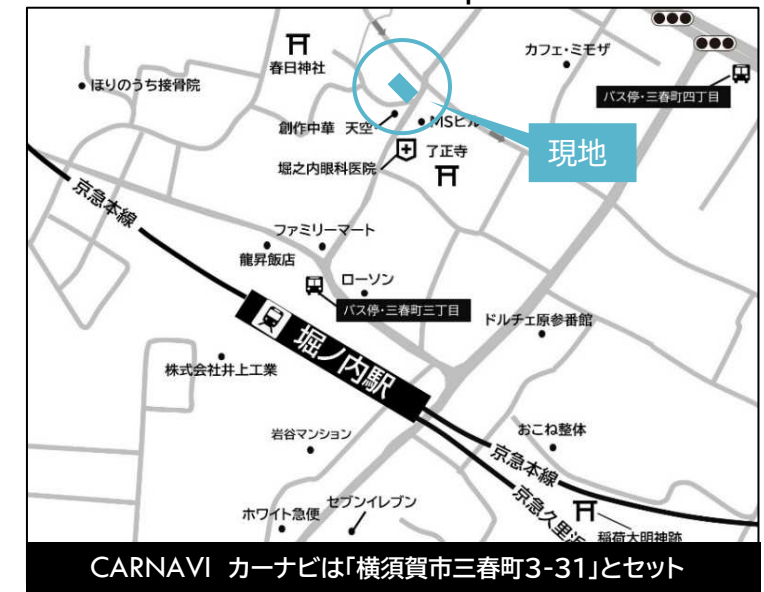 春日神社
カフェ・ミモザ
ほりのうち接骨院
バス停・三春町四丁目
創作中華 天空
MSビル
現地
了正寺
堀之内眼科医院
京急本線
ファミリーマート
龍昇飯店
ローソン
バス停・三春町三丁目
ドルチェ原参番館
堀ノ内駅
株式会社井上工業
岩谷マンション
おこね整体
京急本線
京急久里浜
セブンイレブン
ホワイト急便
稲荷大明神跡
CARNAVI カーナビは「横須賀市三春町3-31」とセット